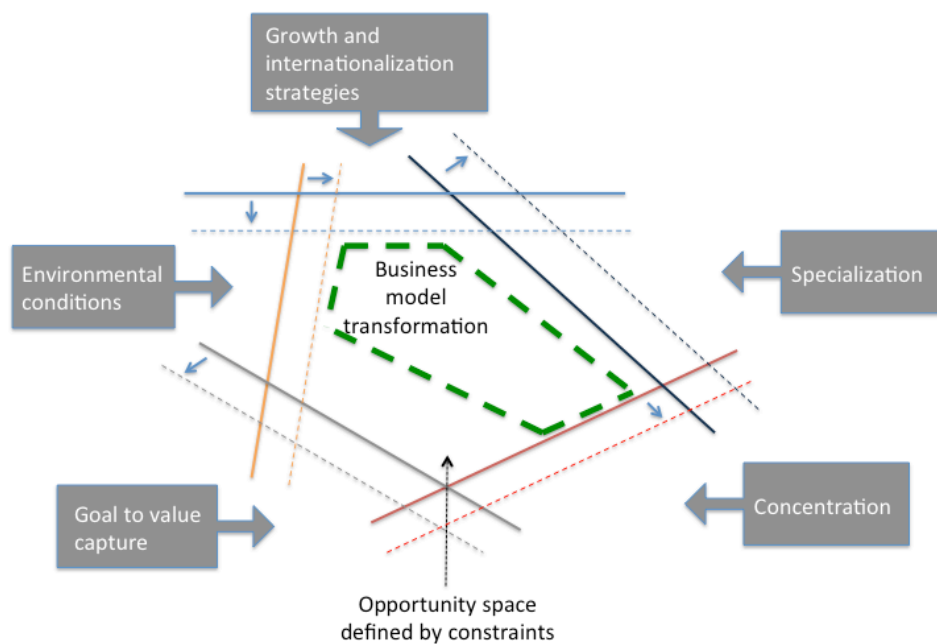 Growth and
internationalization
strategies
Environmental
conditions
Business
model
transformation
Specialization
Goal to value
capture
Concentration
Opportunity space
defined by constraints